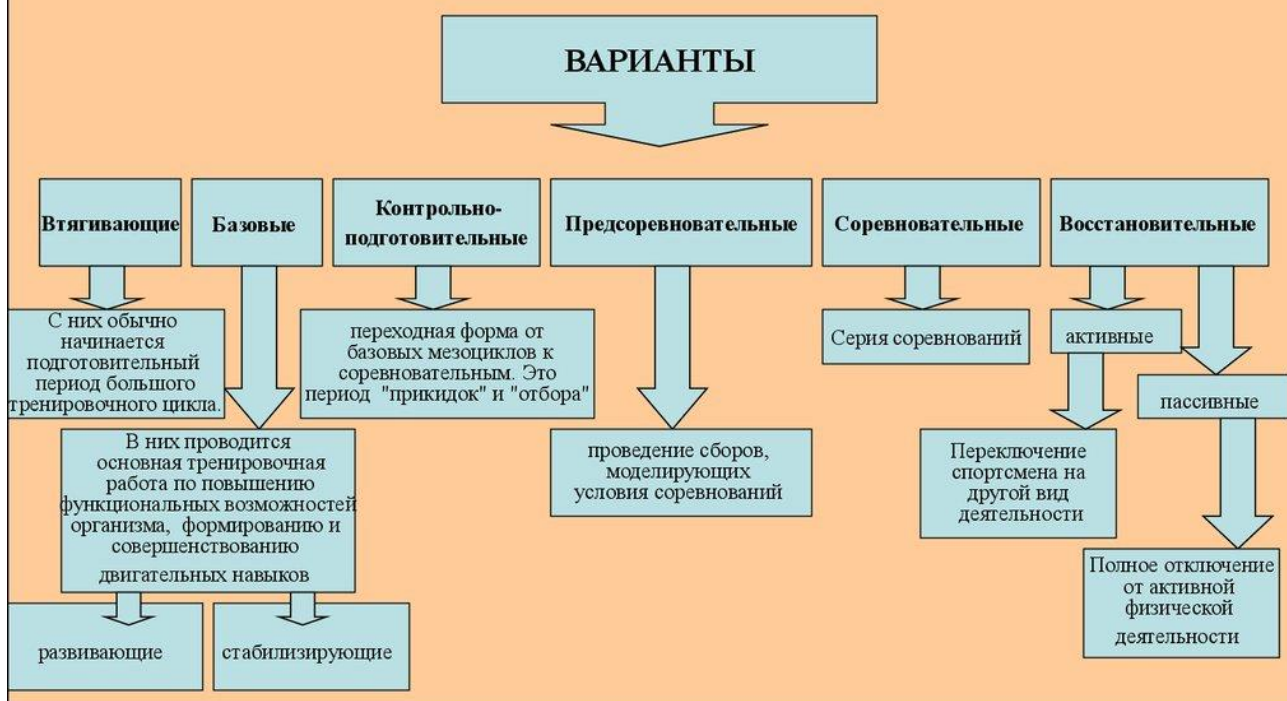 ВАРИАНТЫ
Втягивающие
Базовые
Контрольно-
подготовительные
Предсоревновательные
Соревновательные
Восстановительные
С них обычно
начинается
подготовительный
период большого
тренировочного цикла.
переходная форма от
базовых мезоциклов к
соревновательным. Это
период "прикидок" и "отбора"
Серия соревнований
активные
пассивные
В них проводится
основная тренировочная
работа по повышению
функциональных возможностей
организма, формированию и
совершенствованию
двигательных навыков
проведение сборов,
моделирующих
условия соревнований
Переключение
спортсмена на
другой вид
деятельности
Полное отключение
от активной
физической
деятельности
развивающие
стабилизирующие